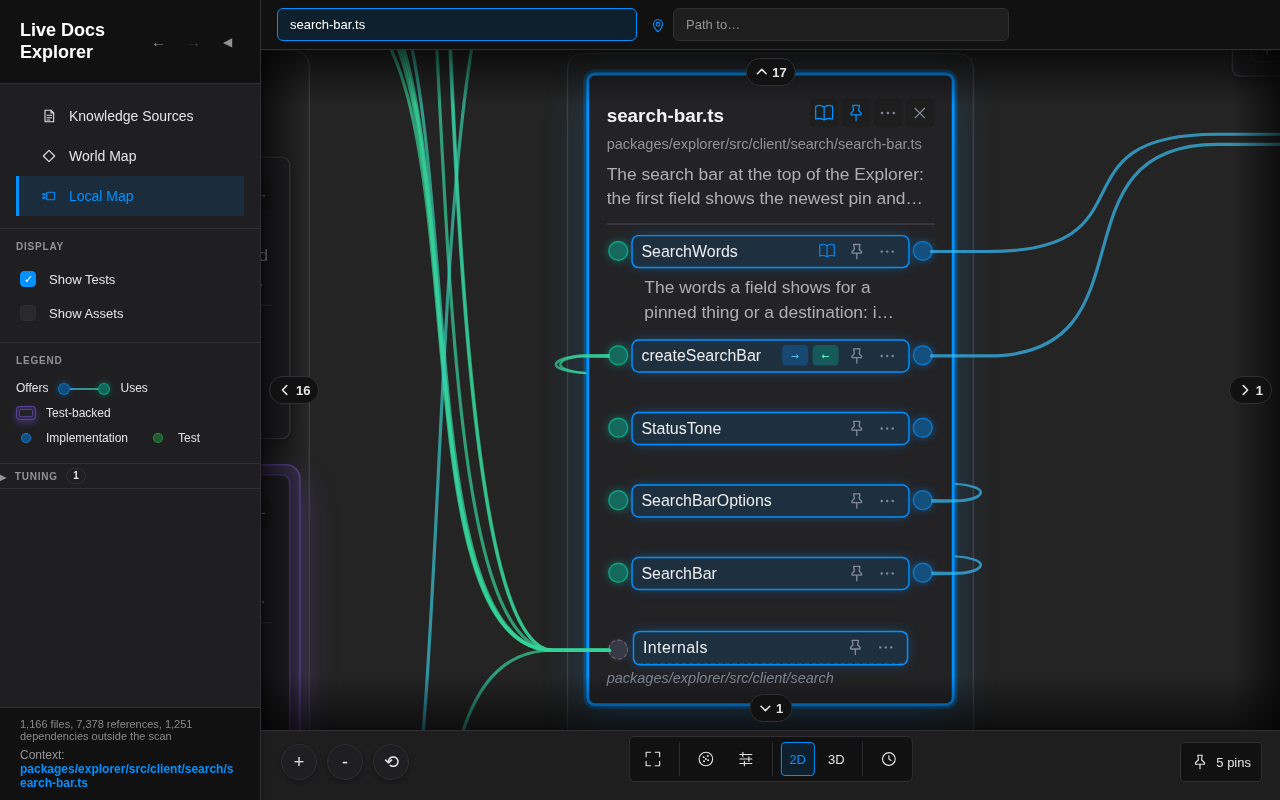 Live Docs
Explorer
search-bar.ts
Path to…
Knowledge Sources
World Map
Local Map
DISPLAY
Show Tests
Show Assets
LEGEND
Offers
Uses
Test-backed
Implementation
Test
TUNING
1
1,166 files, 7,378 references, 1,251
dependencies outside the scan
Context:
packages/explorer/src/client/search/s
earch-bar.ts
17
search-bar.ts
packages/explorer/src/client/search/search-bar.ts
The search bar at the top of the Explorer:
the first field shows the newest pin and…
SearchWords
The words a field shows for a
pinned thing or a destination: i…
createSearchBar
StatusTone
SearchBarOptions
SearchBar
Internals
packages/explorer/src/client/search
16
1
1
+
-
2D
3D
5 pins